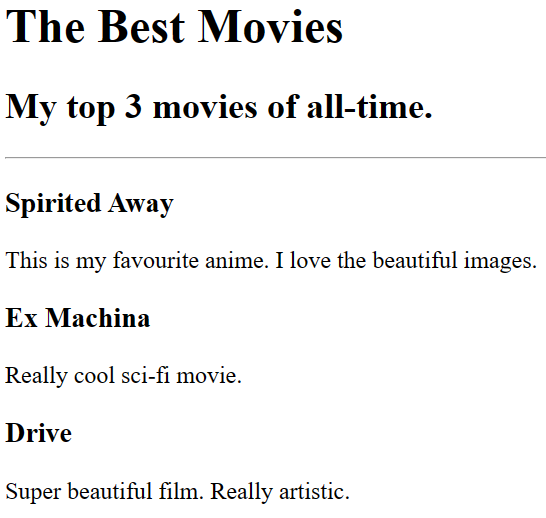 The Best Movies
My top 3 movies of all-time.
Spirited Away
This is my favourite anime. I love the beautiful images.
Ex Machina
Really cool sci-fi movie.
Drive
Super beautiful film. Really artistic.